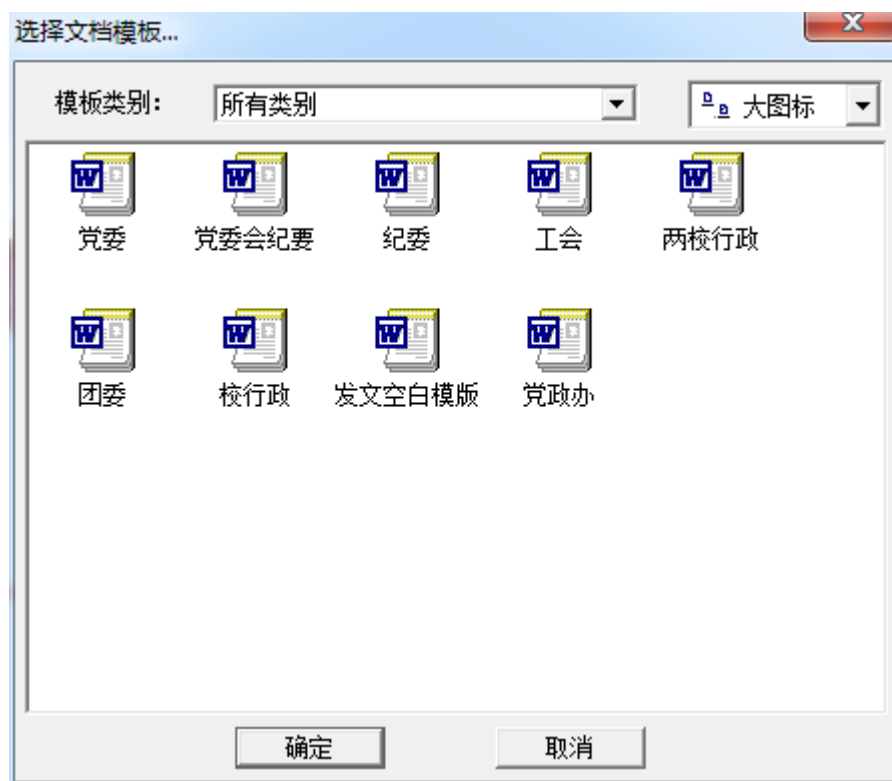 选择文档模板...
模板类别：
所有类别
大图标
党委
党委会纪要
纪委
工会
两校行政
团委
校行政
发文空白模版
党政办
确定
取消